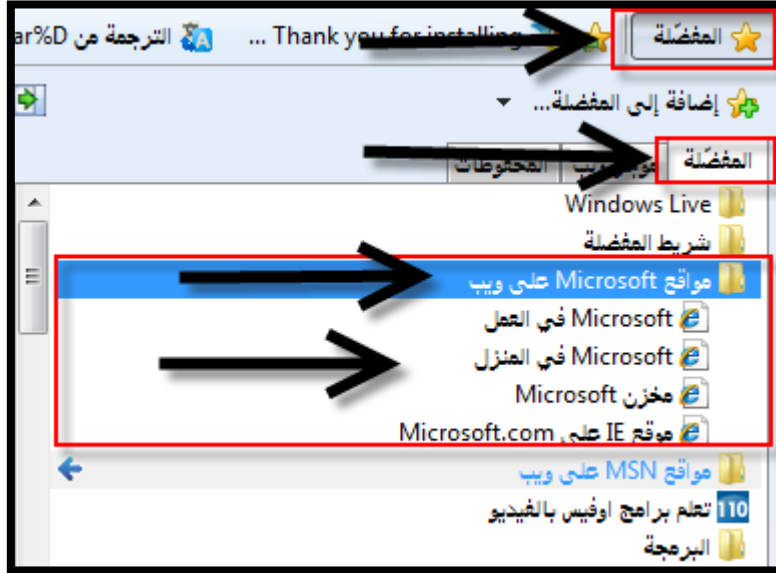 المفضّلة Thank you for installing ... الترجمة من ar%D
إضافة إلى المفضلة...
المفضّلة ويب المحفوظات
Windows Live
شريط المفضلة
مواقع Microsoft على ويب
Microsoft في العمل
Microsoft في المنزل
مخزن Microsoft
موقع IE على Microsoft.com
مواقع MSN على ويب
110 تعلم برامج اوفيس بالفيديو
البرمجة